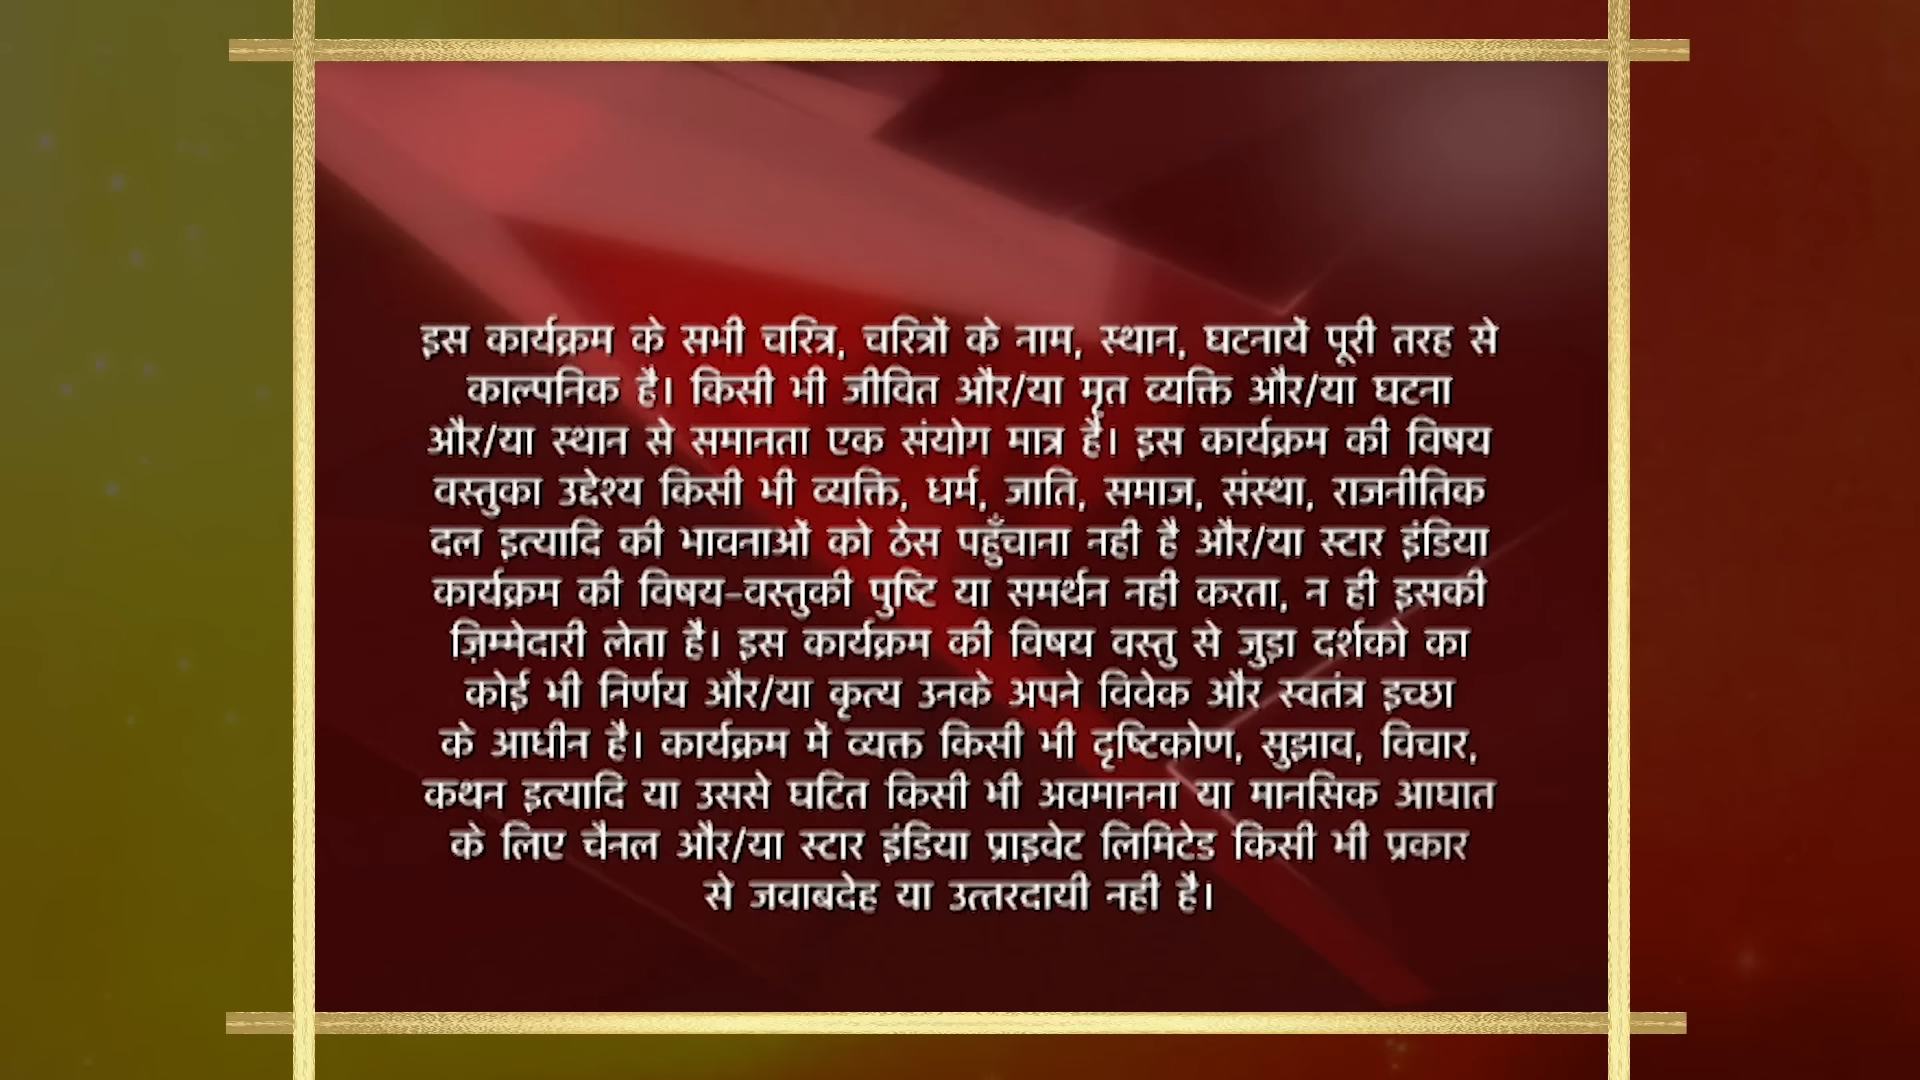 इस कार्यक्रम के सभी चरित्र, चरित्रों के नाम, स्थान, घटनायें पूरी तरह से
काल्पनिक है। किसी भी जीवित और/या मृत व्यक्ति और/या घटना
और/या स्थान से समानता एक संयोग मात्र है। इस कार्यक्रम की विषय
वस्तुका उद्देश्य किसी भी व्यक्ति, धर्म, जाति, समाज, संस्था, राजनीतिक
दल इत्यादि की भावनाओं को ठेस पहुँचाना नही है और/या स्टार इंडिया
कार्यक्रम की विषय-वस्तुकी पुष्टि या समर्थन नही करता, न ही इसकी
ज़िम्मेदारी लेता है। इस कार्यक्रम की विषय वस्तु से जुड़ा दर्शको का
कोई भी निर्णय और/या कृत्य उनके अपने विवेक और स्वतंत्र इच्छा
के आधीन है। कार्यक्रम में व्यक्त किसी भी दृष्टिकोण, सुझाव, विचार,
कथन इत्यादि या उससे घटित किसी भी अवमानना या मानसिक आघात
के लिए चैनल और/या स्टार इंडिया प्राइवेट लिमिटेड किसी भी प्रकार
से जवाबदेह या उत्तरदायी नही है।